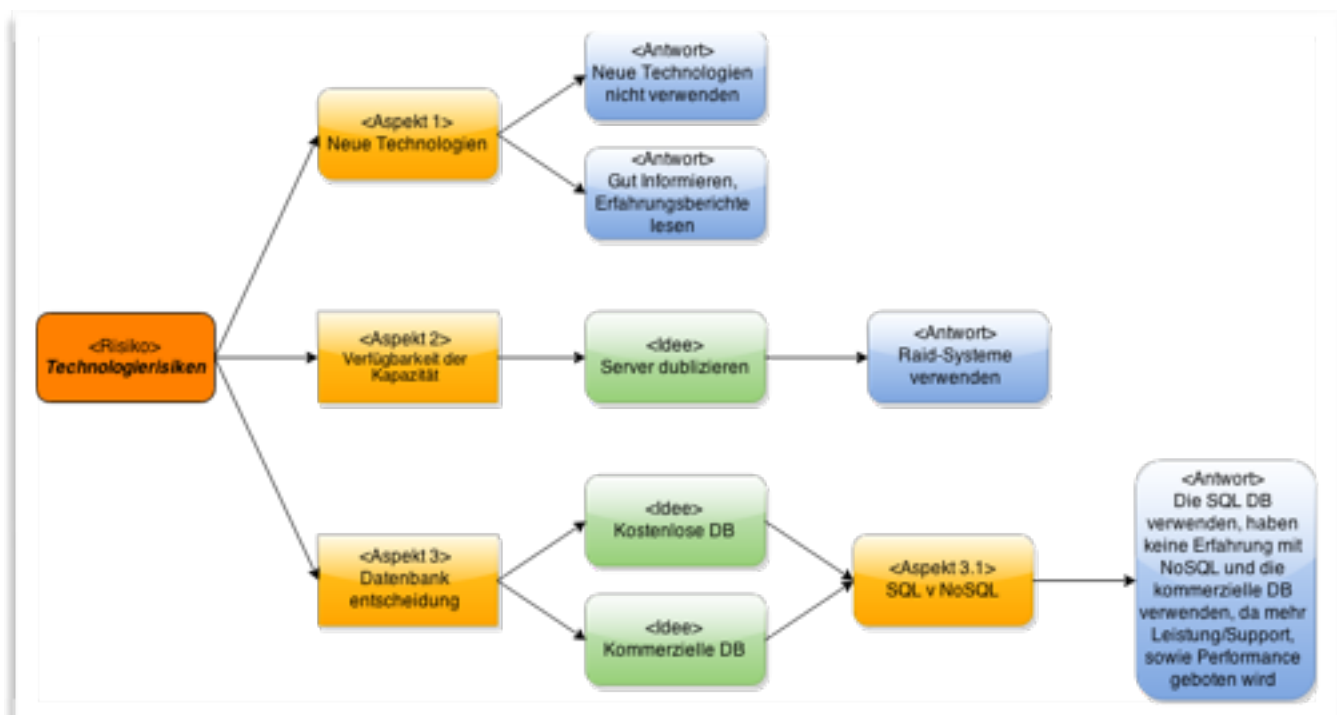 <Risiko>
Technologierisiken
<Aspekt 1>
Neue Technologien
<Antwort>
Neue Technologien
nicht verwenden
<Antwort>
Gut Informieren,
Erfahrungsberichte
lesen
<Aspekt 2>
Verfügbarkeit der
Kapazität
<Idee>
Server dublizieren
<Antwort>
Raid-Systeme
verwenden
<Aspekt 3>
Datenbank
entscheidung
<Idee>
Kostenlose DB
<Idee>
Kommerzielle DB
<Aspekt 3.1>
SQL v NoSQL
<Antwort>
Die SQL DB
verwenden, haben
keine Erfahrung mit
NoSQL und die
kommerzielle DB
verwenden, da mehr
Leistung/Support,
sowie Performance
geboten wird